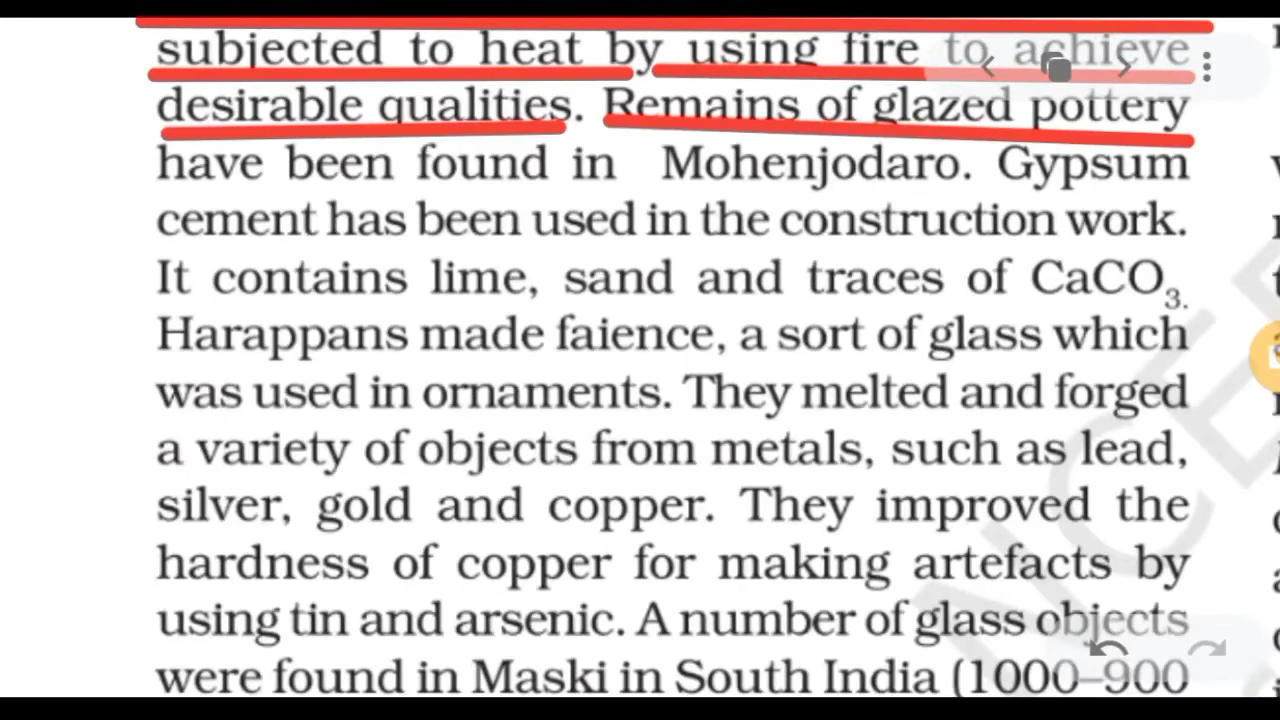 subjected to heat by using fire to achieve
desirable qualities. Remains of glazed pottery
have been found in Mohenjodaro. Gypsum
cement has been used in the construction work.
It contains lime, sand and traces of CaCO₃.
Harappans made faience, a sort of glass which
was used in ornaments. They melted and forged
a variety of objects from metals, such as lead,
silver, gold and copper. They improved the
hardness of copper for making artefacts by
using tin and arsenic. A number of glass objects
were found in Maski in South India (1000–900